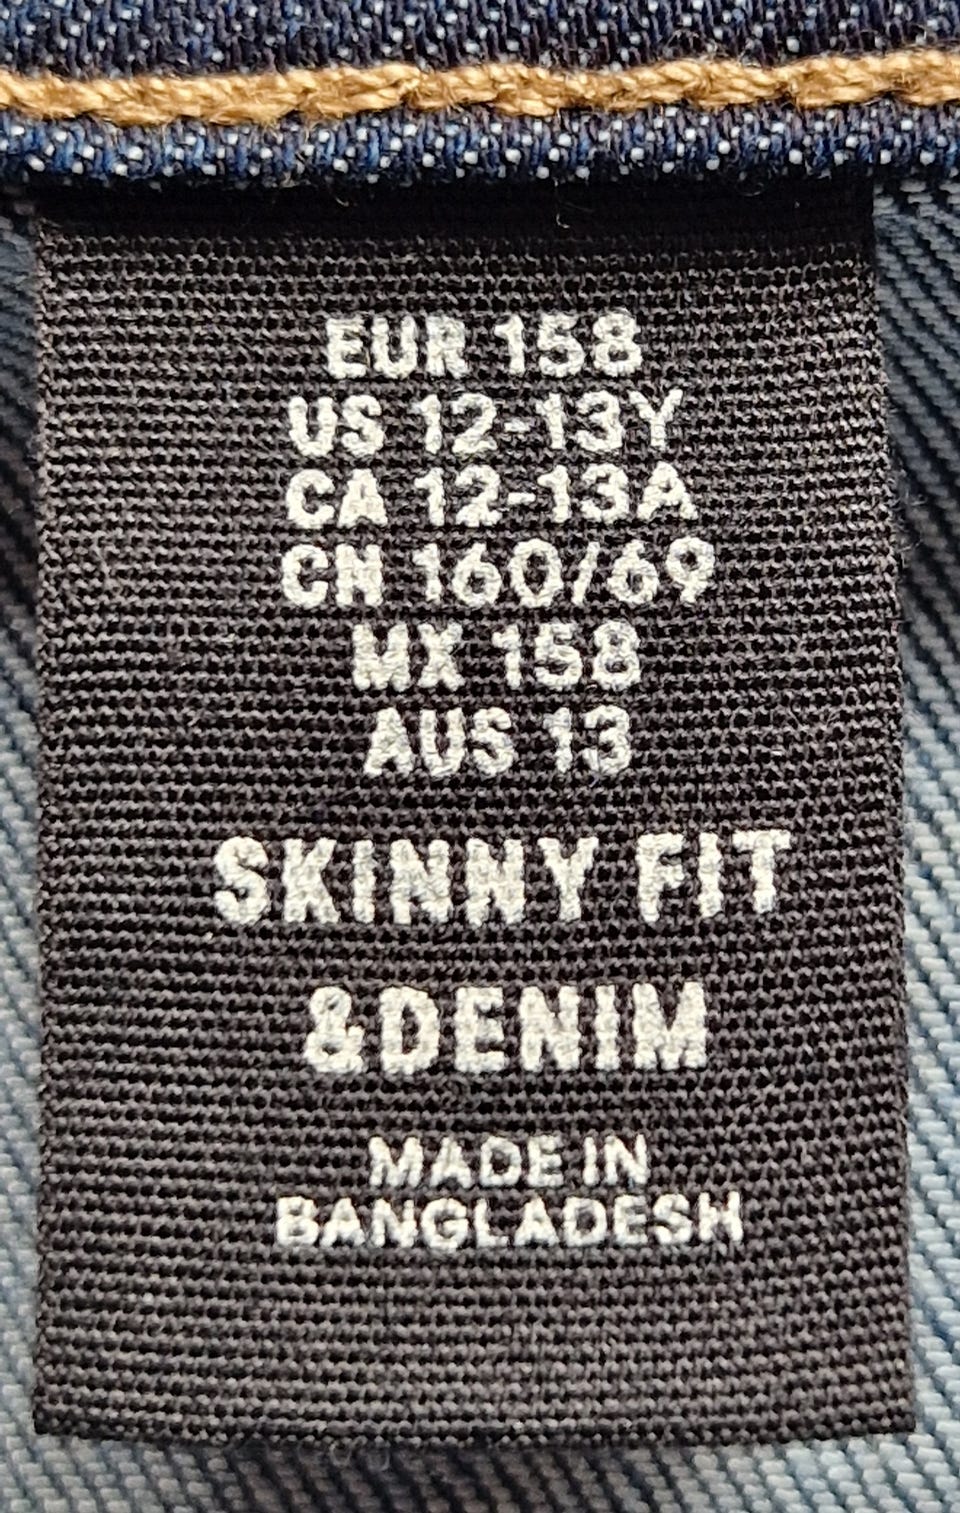 EUR 158
US 12-13Y
CA 12-13A
CN 160/69
MX 158
AUS 13
SKINNY FIT
&DENIM
MADE IN
BANGLADESH